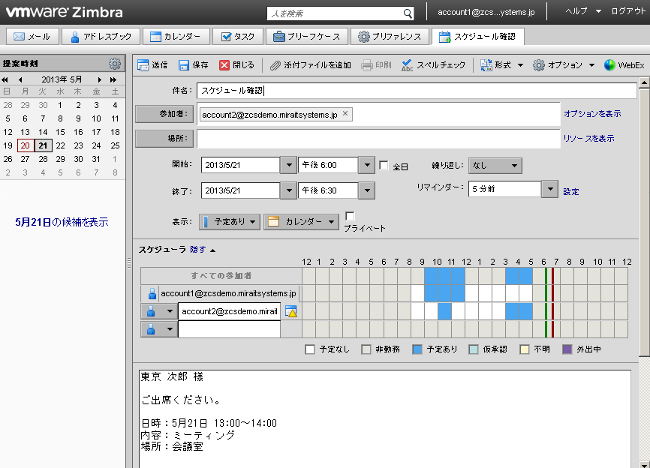 vmware Zimbra 人を検索 account1@zcs...ystems.jp ヘルプ ログアウト
メール アドレスブック カレンダー タスク ブリーフケース プリファレンス スケジュール確認
提案時刻
2013年 5月
日 月 火 水 木 金 土
28 29 30 1 2 3 4
5 6 7 8 9 10 11
12 13 14 15 16 17 18
19 20 21 22 23 24 25
26 27 28 29 30 31 1
2 3 4 5 6 7 8
5月21日の候補を表示
送信 保存 閉じる 添付ファイルを追加 印刷 スペルチェック 形式 オプション WebEx
件名: スケジュール確認
参加者: account2@zcsdemo.miraitsystems.jp オプションを表示
場所: リソースを表示
開始: 2013/5/21 午後 6:00 全日 繰り返し: なし
終了: 2013/5/21 午後 6:30 リマインダー: 5 分前 設定
表示: 予定あり カレンダー プライベート
スケジューラ 隠す
12 1 2 3 4 5 6 7 8 9 10 11 12 1 2 3 4 5 6 7 8 9 10 11 12
すべての参加者
account1@zcsdemo.miraitsystems.jp
account2@zcsdemo.mirail
予定なし 非勤務 予定あり 仮承認 不明 外出中
東京 次郎 様
ご出席ください。
日時:5月21日 13:00～14:00
内容:ミーティング
場所:会議室